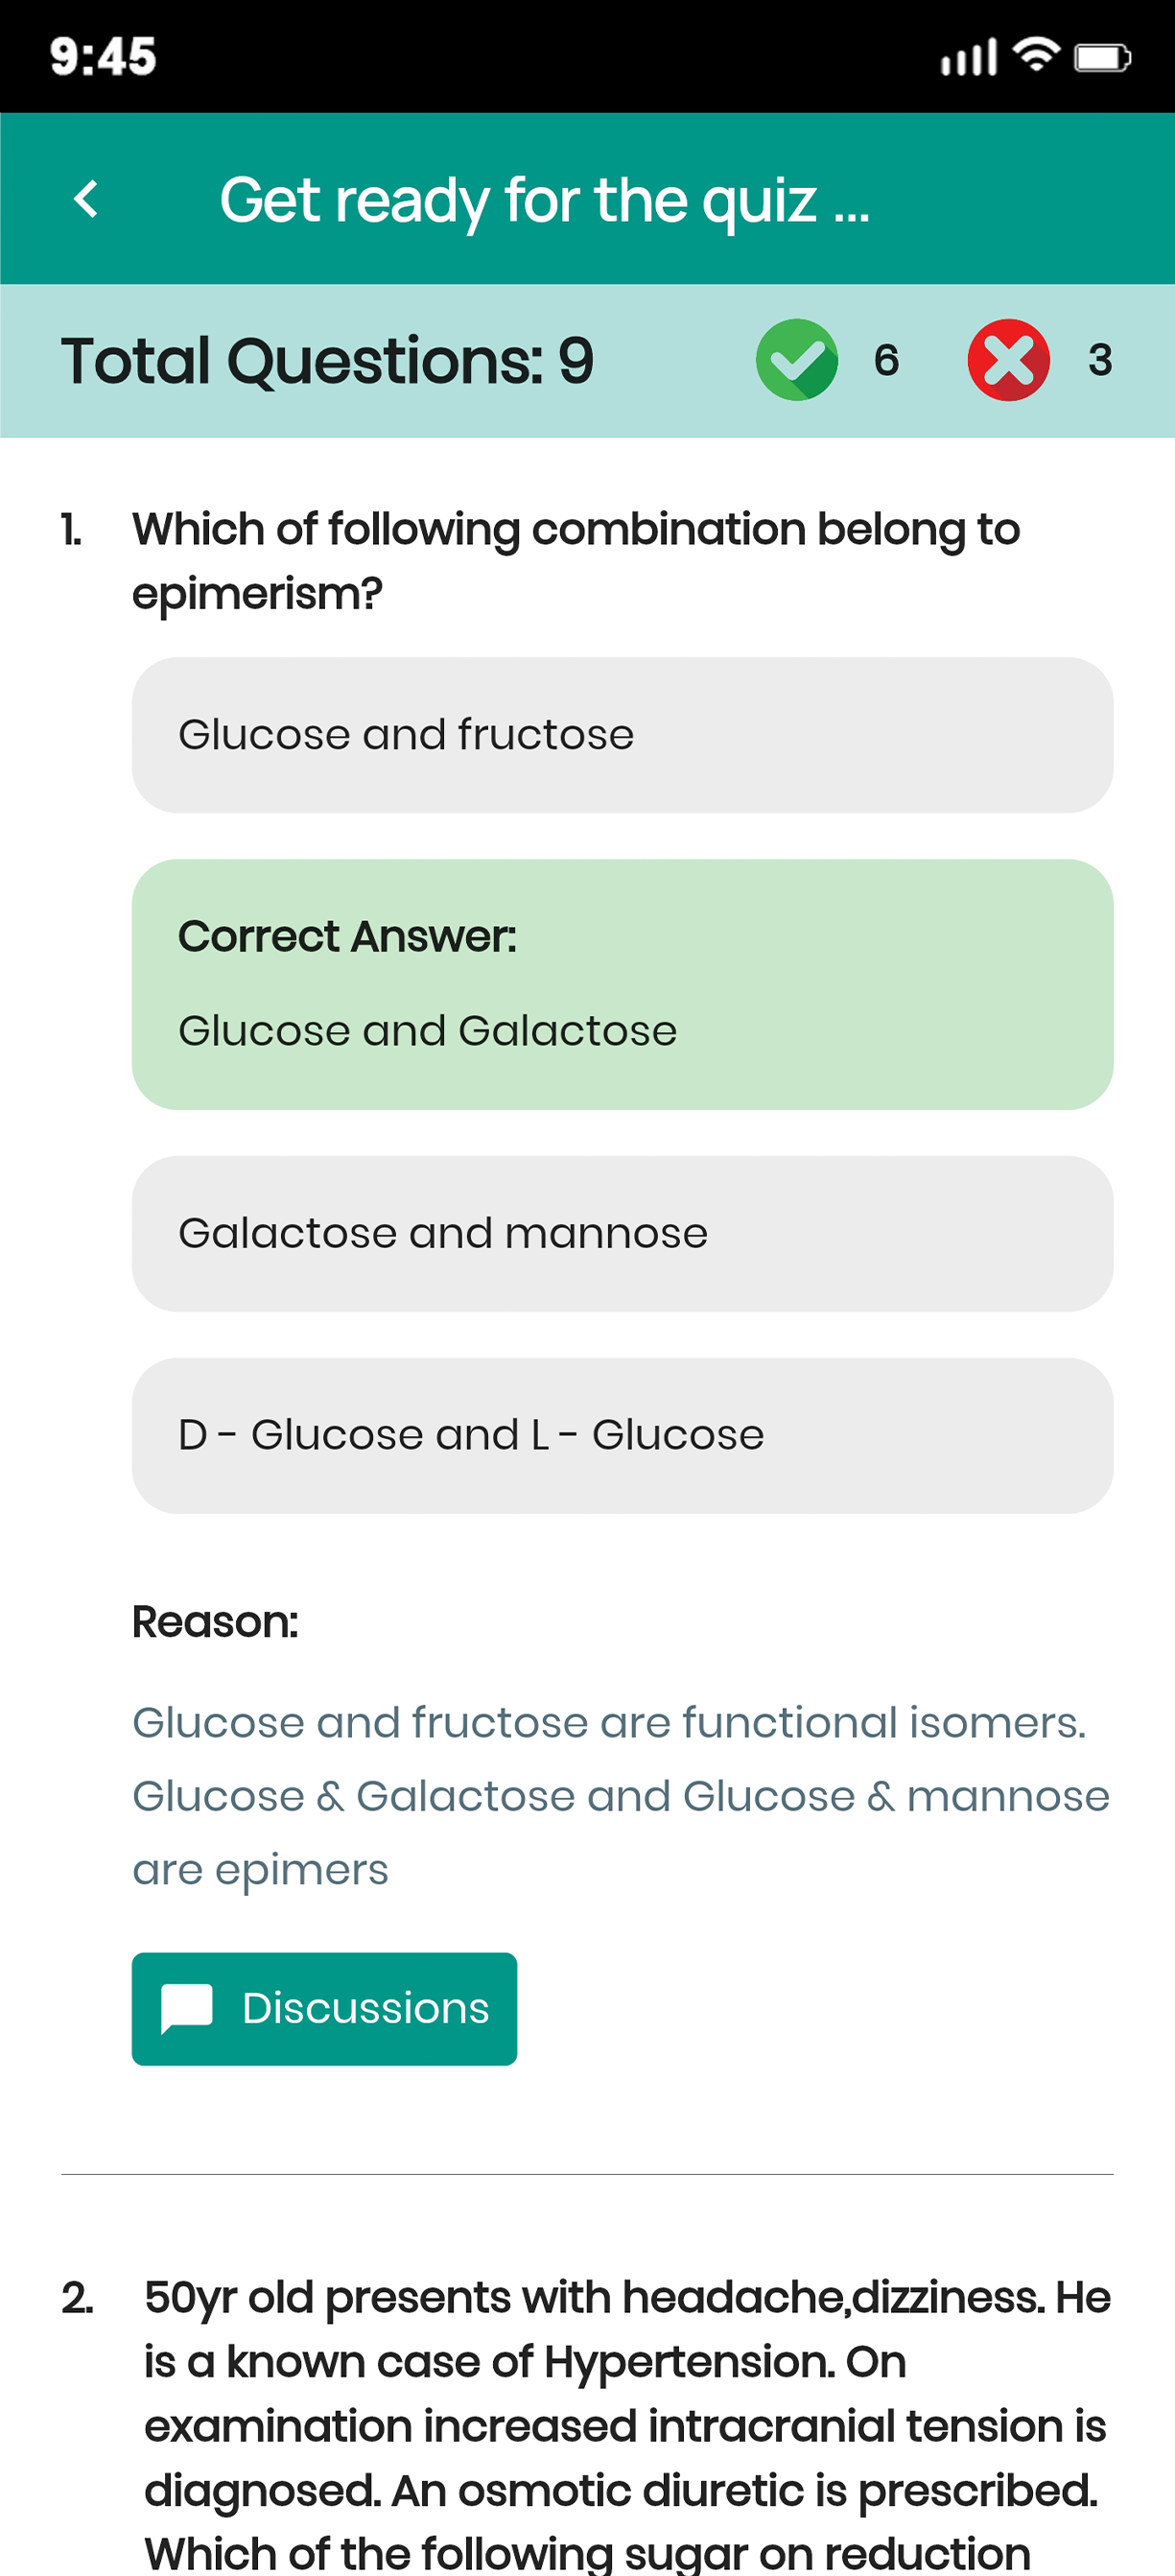 9:45
Get ready for the quiz ...
Total Questions: 9 6 3
1. Which of following combination belong to
epimerism?
Glucose and fructose
Correct Answer:
Glucose and Galactose
Galactose and mannose
D - Glucose and L - Glucose
Reason:
Glucose and fructose are functional isomers.
Glucose & Galactose and Glucose & mannose
are epimers
Discussions
2. 50yr old presents with headache,dizziness. He
is a known case of Hypertension. On
examination increased intracranial tension is
diagnosed. An osmotic diuretic is prescribed.
Which of the following sugar on reduction